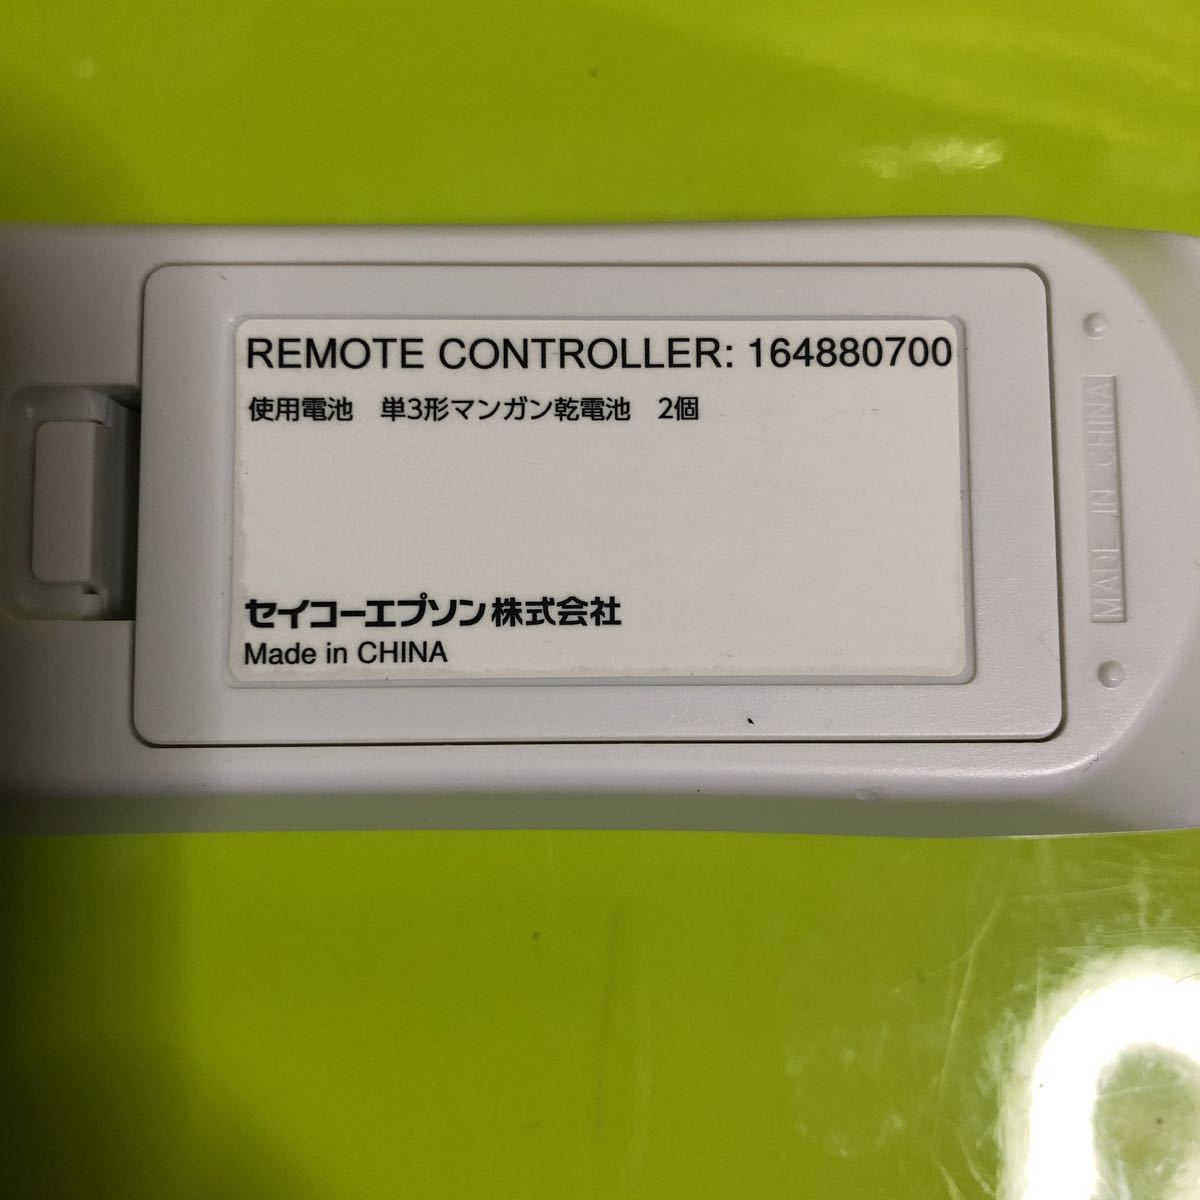 REMOTE CONTROLLER: 164880700
使用電池　単3形マンガン乾電池　2個
セイコーエプソン株式会社
Made in CHINA
MADE IN CHINA